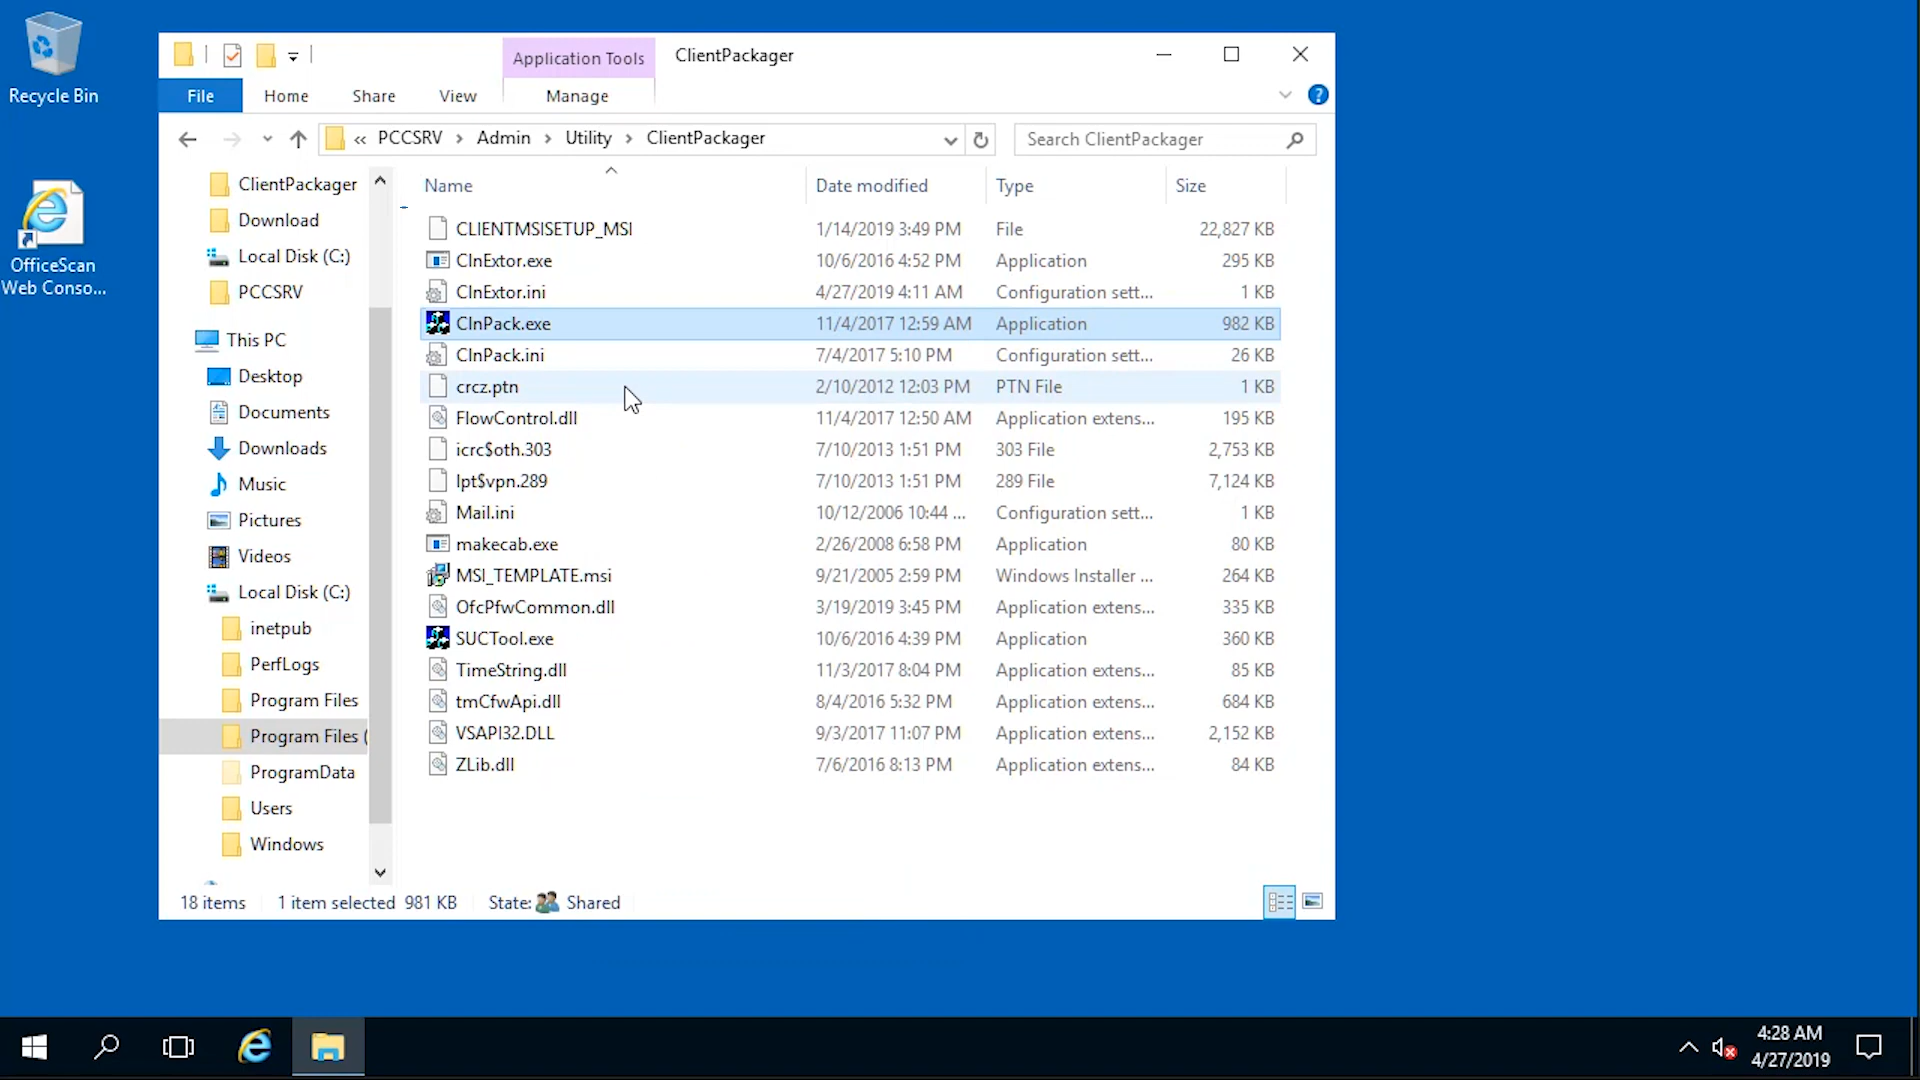 Recycle Bin
OfficeScan
Web Conso...
Application Tools
ClientPackager
File
Home
Share
View
Manage
« PCCSRV > Admin > Utility > ClientPackager
Search ClientPackager
ClientPackager
Download
Local Disk (C:)
PCCSRV
This PC
Desktop
Documents
Downloads
Music
Pictures
Videos
Local Disk (C:)
inetpub
PerfLogs
Program Files
Program Files (
ProgramData
Users
Windows
Name Date modified Type Size
CLIENTMSISETUP_MSI 1/14/2019 3:49 PM File 22,827 KB
ClnExtor.exe 10/6/2016 4:52 PM Application 295 KB
ClnExtor.ini 4/27/2019 4:11 AM Configuration sett... 1 KB
ClnPack.exe 11/4/2017 12:59 AM Application 982 KB
ClnPack.ini 7/4/2017 5:10 PM Configuration sett... 26 KB
crcz.ptn 2/10/2012 12:03 PM PTN File 1 KB
FlowControl.dll 11/4/2017 12:50 AM Application extens... 195 KB
icrc$oth.303 7/10/2013 1:51 PM 303 File 2,753 KB
lpt$vpn.289 7/10/2013 1:51 PM 289 File 7,124 KB
Mail.ini 10/12/2006 10:44 ... Configuration sett... 1 KB
makecab.exe 2/26/2008 6:58 PM Application 80 KB
MSI_TEMPLATE.msi 9/21/2005 2:59 PM Windows Installer ... 264 KB
OfcPfwCommon.dll 3/19/2019 3:45 PM Application extens... 335 KB
SUCTool.exe 10/6/2016 4:39 PM Application 360 KB
TimeString.dll 11/3/2017 8:04 PM Application extens... 85 KB
tmCfwApi.dll 8/4/2016 5:32 PM Application extens... 684 KB
VSAPI32.DLL 9/3/2017 11:07 PM Application extens... 2,152 KB
ZLib.dll 7/6/2016 8:13 PM Application extens... 84 KB
18 items 1 item selected 981 KB State: Shared
4:28 AM
4/27/2019